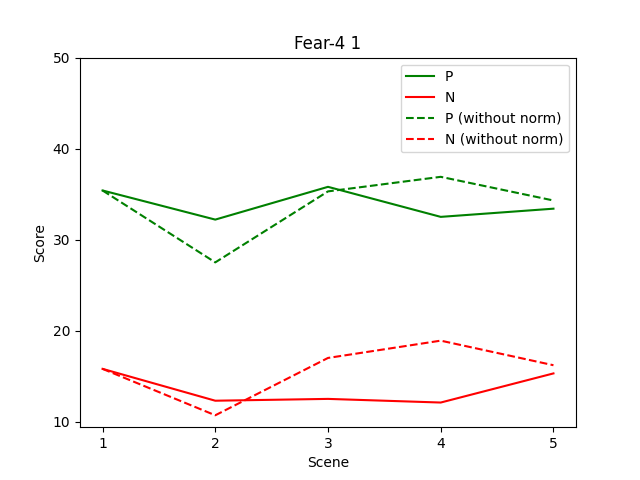 Fear-4 1
50
40
30
20
10
Score
P
N
P (without norm)
N (without norm)
1 2 3 4 5
Scene